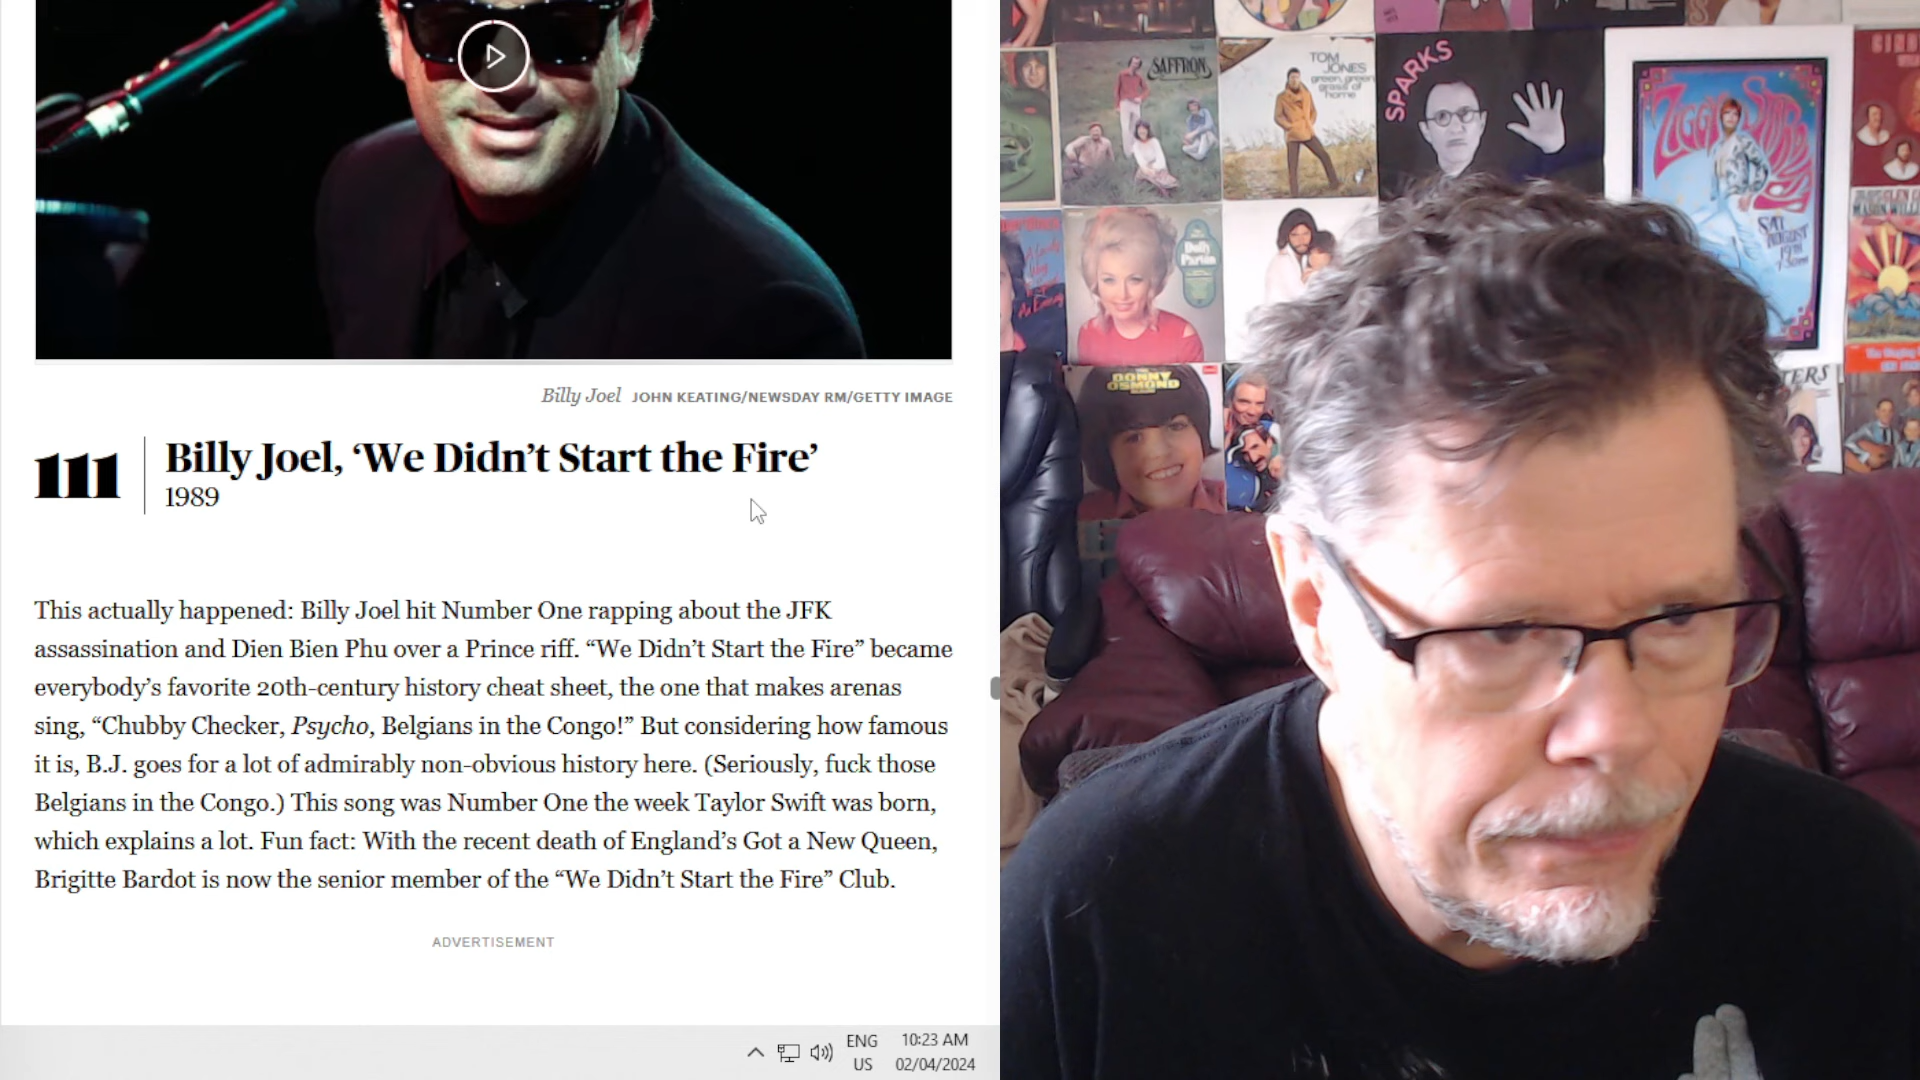 Billy Joel JOHN KEATING/NEWSDAY RM/GETTY IMAGE
111
Billy Joel, ‘We Didn’t Start the Fire’
1989
This actually happened: Billy Joel hit Number One rapping about the JFK
assassination and Dien Bien Phu over a Prince riff. “We Didn’t Start the Fire” became
everybody’s favorite 20th-century history cheat sheet, the one that makes arenas
sing, “Chubby Checker, Psycho, Belgians in the Congo!” But considering how famous
it is, B.J. goes for a lot of admirably non-obvious history here. (Seriously, fuck those
Belgians in the Congo.) This song was Number One the week Taylor Swift was born,
which explains a lot. Fun fact: With the recent death of England’s Got a New Queen,
Brigitte Bardot is now the senior member of the “We Didn’t Start the Fire” Club.
ADVERTISEMENT
ENG
US
10:23 AM
02/04/2024
SAFFRON
TOM
JONES
green, green
grass of
home
SPARKS
ZIGGY STARDUST
SAT
AUGUST
19TH
Dolly
Parton
DONNY
OSMOND